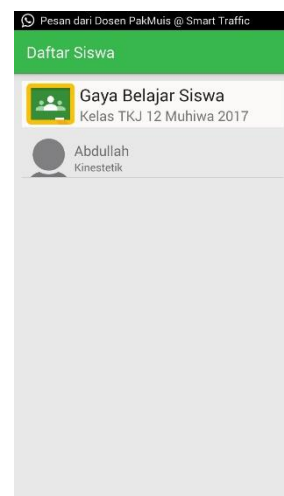 Pesan dari Dosen PakMuis @ Smart Traffic
Daftar Siswa
Gaya Belajar Siswa
Kelas TKJ 12 Muhiwa 2017
Abdullah
Kinestetik